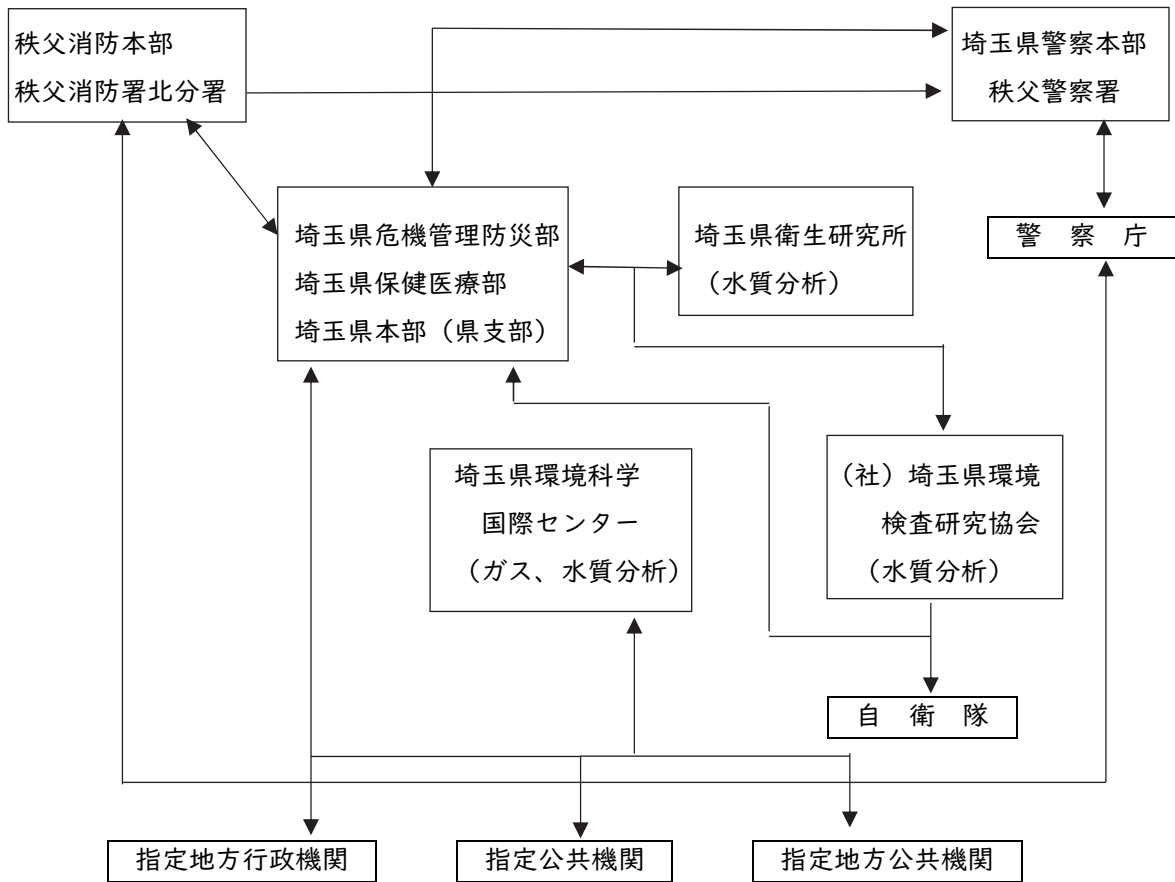 秩父消防本部
秩父消防署北分署
埼玉県警察本部
秩父警察署
警察庁
埼玉県危機管理防災部
埼玉県保健医療部
埼玉県本部（県支部）
埼玉県衛生研究所
（水質分析）
埼玉県環境科学
国際センター
（ガス、水質分析）
（社）埼玉県環境
検査研究協会
（水質分析）
自衛隊
指定地方行政機関
指定公共機関
指定地方公共機関